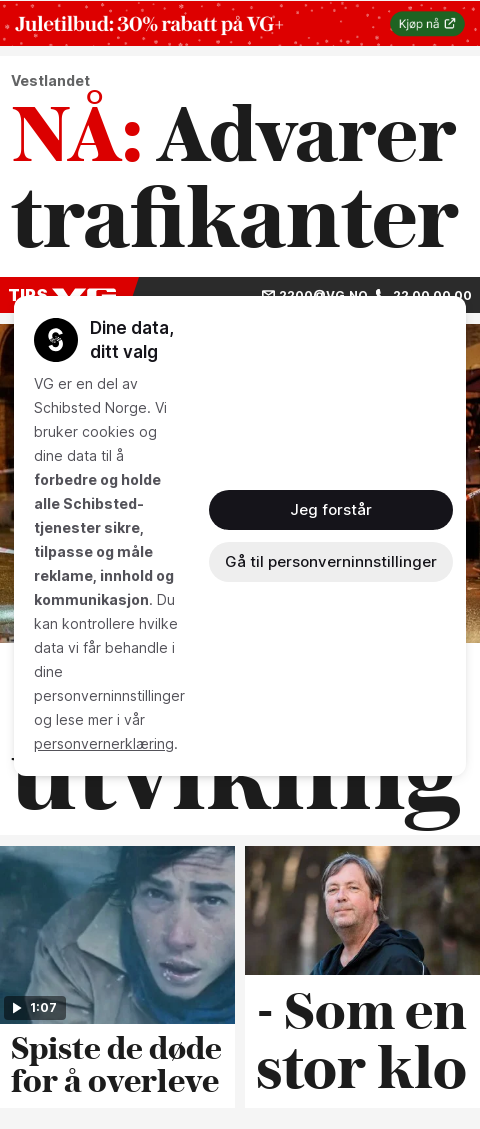 Juletilbud: 30% rabatt på VG+
Kjøp nå
Vestlandet
NÅ: Advarer
trafikanter
TIPS VG
2200@VG.NO
22 00 00 00
Dine data,
ditt valg
VG er en del av
Schibsted Norge. Vi
bruker cookies og
dine data til å
forbedre og holde
alle Schibsted-
tjenester sikre,
tilpasse og måle
reklame, innhold og
kommunikasjon. Du
kan kontrollere hvilke
data vi får behandle i
dine
personverninnstillinger
og lese mer i vår
personvernerklæring.
Jeg forstår
Gå til personverninnstillinger
utvikling
1:07
Spiste de døde
for å overleve
- Som en
stor klo